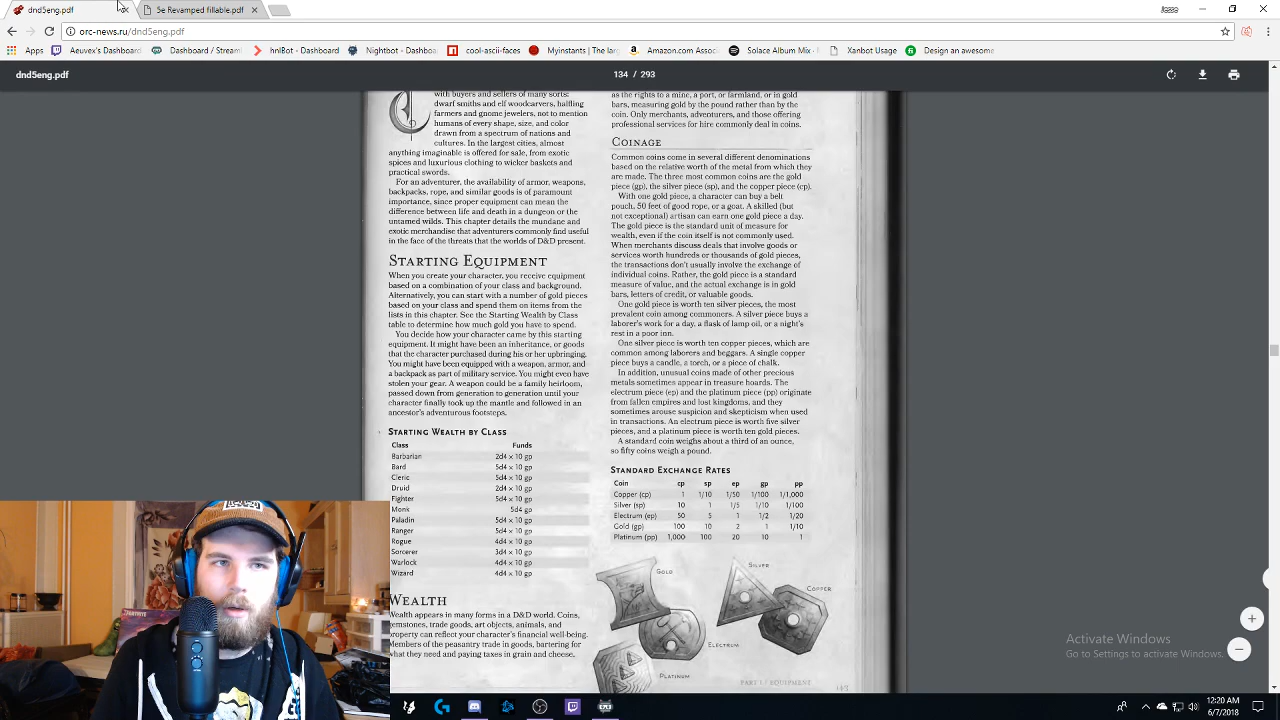 dnd5eng.pdf
5e Revamped fillable.pdf
orc-news.ru/dnd5eng.pdf
Apps
Aeuvex's Dashboard
Dashboard / Stream
hnlBot
Nightbot - Dashboard
cool-ascii-faces
Myinstants | The larg
Amazon.com Assoc
Solace Album Mix - R
Xanbot Usage
Design an awesome
dnd5eng.pdf
134 / 293
with buyers and sellers of many sorts:
dwarf smiths and elf woodcarvers, halfling
farmers and gnome jewelers, not to mention
humans of every shape, size, and color
drawn from a spectrum of nations and
cultures. In the largest cities, almost
anything imaginable is offered for sale, from exotic
spices and luxurious clothing to wicker baskets and
practical swords.
For an adventurer, the availability of armor, weapons,
backpacks, rope, and similar goods is of paramount
importance, since proper equipment can mean the
difference between life and death in a dungeon or the
untamed wilds. This chapter details the mundane and
exotic merchandise that adventurers commonly find useful
in the face of the threats that the worlds of D&D present.
STARTING EQUIPMENT
When you create your character, you receive equipment
based on a combination of your class and background.
Alternatively, you can start with a number of gold pieces
based on your class and spend them on items from the
lists in this chapter. See the Starting Wealth by Class
table to determine how much gold you have to spend.
You decide how your character came by this starting
equipment. It might have been an inheritance, or goods
that the character purchased during his or her upbringing.
You might have been equipped with a weapon, armor, and
a backpack as part of military service. You might even have
stolen your gear. A weapon could be a family heirloom,
passed down from generation to generation until your
character finally took up the mantle and followed in an
ancestor's adventurous footsteps.
STARTING WEALTH BY CLASS
Class Funds
Barbarian 2d4 × 10 gp
Bard 5d4 × 10 gp
Cleric 5d4 × 10 gp
Druid 2d4 × 10 gp
Fighter 5d4 × 10 gp
Monk 5d4 gp
Paladin 5d4 × 10 gp
Ranger 5d4 × 10 gp
Rogue 4d4 × 10 gp
Sorcerer 3d4 × 10 gp
Warlock 4d4 × 10 gp
Wizard 4d4 × 10 gp
WEALTH
Wealth appears in many forms in a D&D world. Coins,
emstones, trade goods, art objects, animals, and
roperty can reflect your character's financial well-being.
Members of the peasantry trade in goods, bartering for
what they need and paying taxes in grain and cheese.
as the rights to a mine, a port, or farmland, or in gold
bars, measuring gold by the pound rather than by the
coin. Only merchants, adventurers, and those offering
professional services for hire commonly deal in coins.
COINAGE
Common coins come in several different denominations
based on the relative worth of the metal from which they
are made. The three most common coins are the gold
piece (gp), the silver piece (sp), and the copper piece (cp).
With one gold piece, a character can buy a belt
pouch, 50 feet of good rope, or a goat. A skilled (but
not exceptional) artisan can earn one gold piece a day.
The gold piece is the standard unit of measure for
wealth, even if the coin itself is not commonly used.
When merchants discuss deals that involve goods or
services worth hundreds or thousands of gold pieces,
the transactions don't usually involve the exchange of
individual coins. Rather, the gold piece is a standard
measure of value, and the actual exchange is in gold
bars, letters of credit, or valuable goods.
One gold piece is worth ten silver pieces, the most
prevalent coin among commoners. A silver piece buys a
laborer's work for a day, a flask of lamp oil, or a night's
rest in a poor inn.
One silver piece is worth ten copper pieces, which are
common among laborers and beggars. A single copper
piece buys a candle, a torch, or a piece of chalk.
In addition, unusual coins made of other precious
metals sometimes appear in treasure hoards. The
electrum piece (ep) and the platinum piece (pp) originate
from fallen empires and lost kingdoms, and they
sometimes arouse suspicion and skepticism when used
in transactions. An electrum piece is worth five silver
pieces, and a platinum piece is worth ten gold pieces.
A standard coin weighs about a third of an ounce,
so fifty coins weigh a pound.
STANDARD EXCHANGE RATES
Coin cp sp ep gp pp
Copper (cp) 1 1/10 1/50 1/100 1/1,000
Silver (sp) 10 1 1/5 1/10 1/100
Electrum (ep) 50 5 1 1/2 1/20
Gold (gp) 100 10 2 1 1/10
Platinum (pp) 1,000 100 20 10 1
GOLD
SILVER
COPPER
ELECTRUM
PLATINUM
PART 1 / EQUIPMENT
Activate Windows
Go to Settings to activate Windows.
12:20 AM
6/7/2018